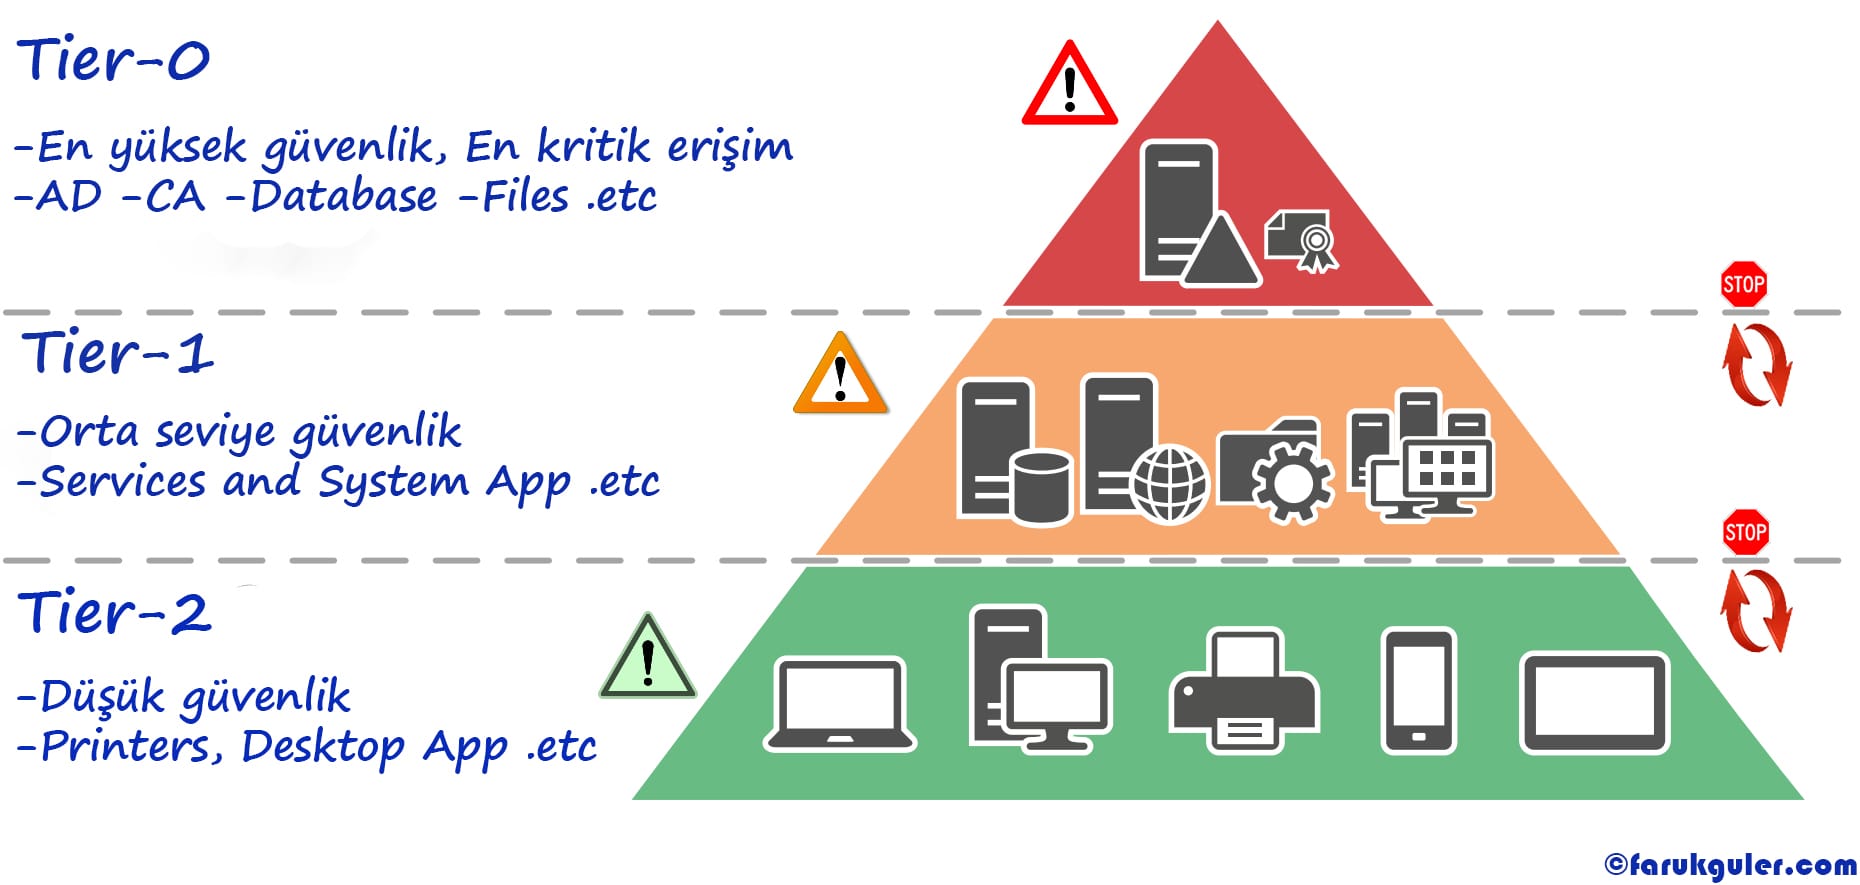 Tier-0
-En yüksek güvenlik, En kritik erişim
-AD -CA -Database -Files .etc
STOP
Tier-1
-Orta seviye güvenlik
-Services and System App .etc
STOP
Tier-2
-Düşük güvenlik
-Printers, Desktop App .etc
©farukguler.com